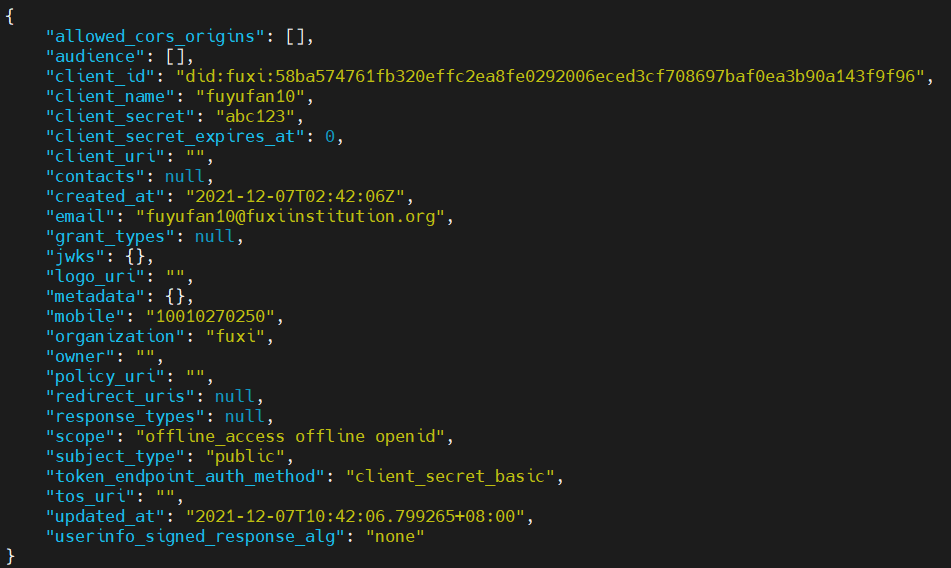 {
    "allowed_cors_origins": [],
    "audience": [],
    "client_id": "did:fuxi:58ba574761fb320effc2ea8fe0292006eced3cf708697baf0ea3b90a143f9f96",
    "client_name": "fuyufan10",
    "client_secret": "abc123",
    "client_secret_expires_at": 0,
    "client_uri": "",
    "contacts": null,
    "created_at": "2021-12-07T02:42:06Z",
    "email": "fuyufan10@fuxiinstitution.org",
    "grant_types": null,
    "jwks": {},
    "logo_uri": "",
    "metadata": {},
    "mobile": "10010270250",
    "organization": "fuxi",
    "owner": "",
    "policy_uri": "",
    "redirect_uris": null,
    "response_types": null,
    "scope": "offline_access offline openid",
    "subject_type": "public",
    "token_endpoint_auth_method": "client_secret_basic",
    "tos_uri": "",
    "updated_at": "2021-12-07T10:42:06.799265+08:00",
    "userinfo_signed_response_alg": "none"
}